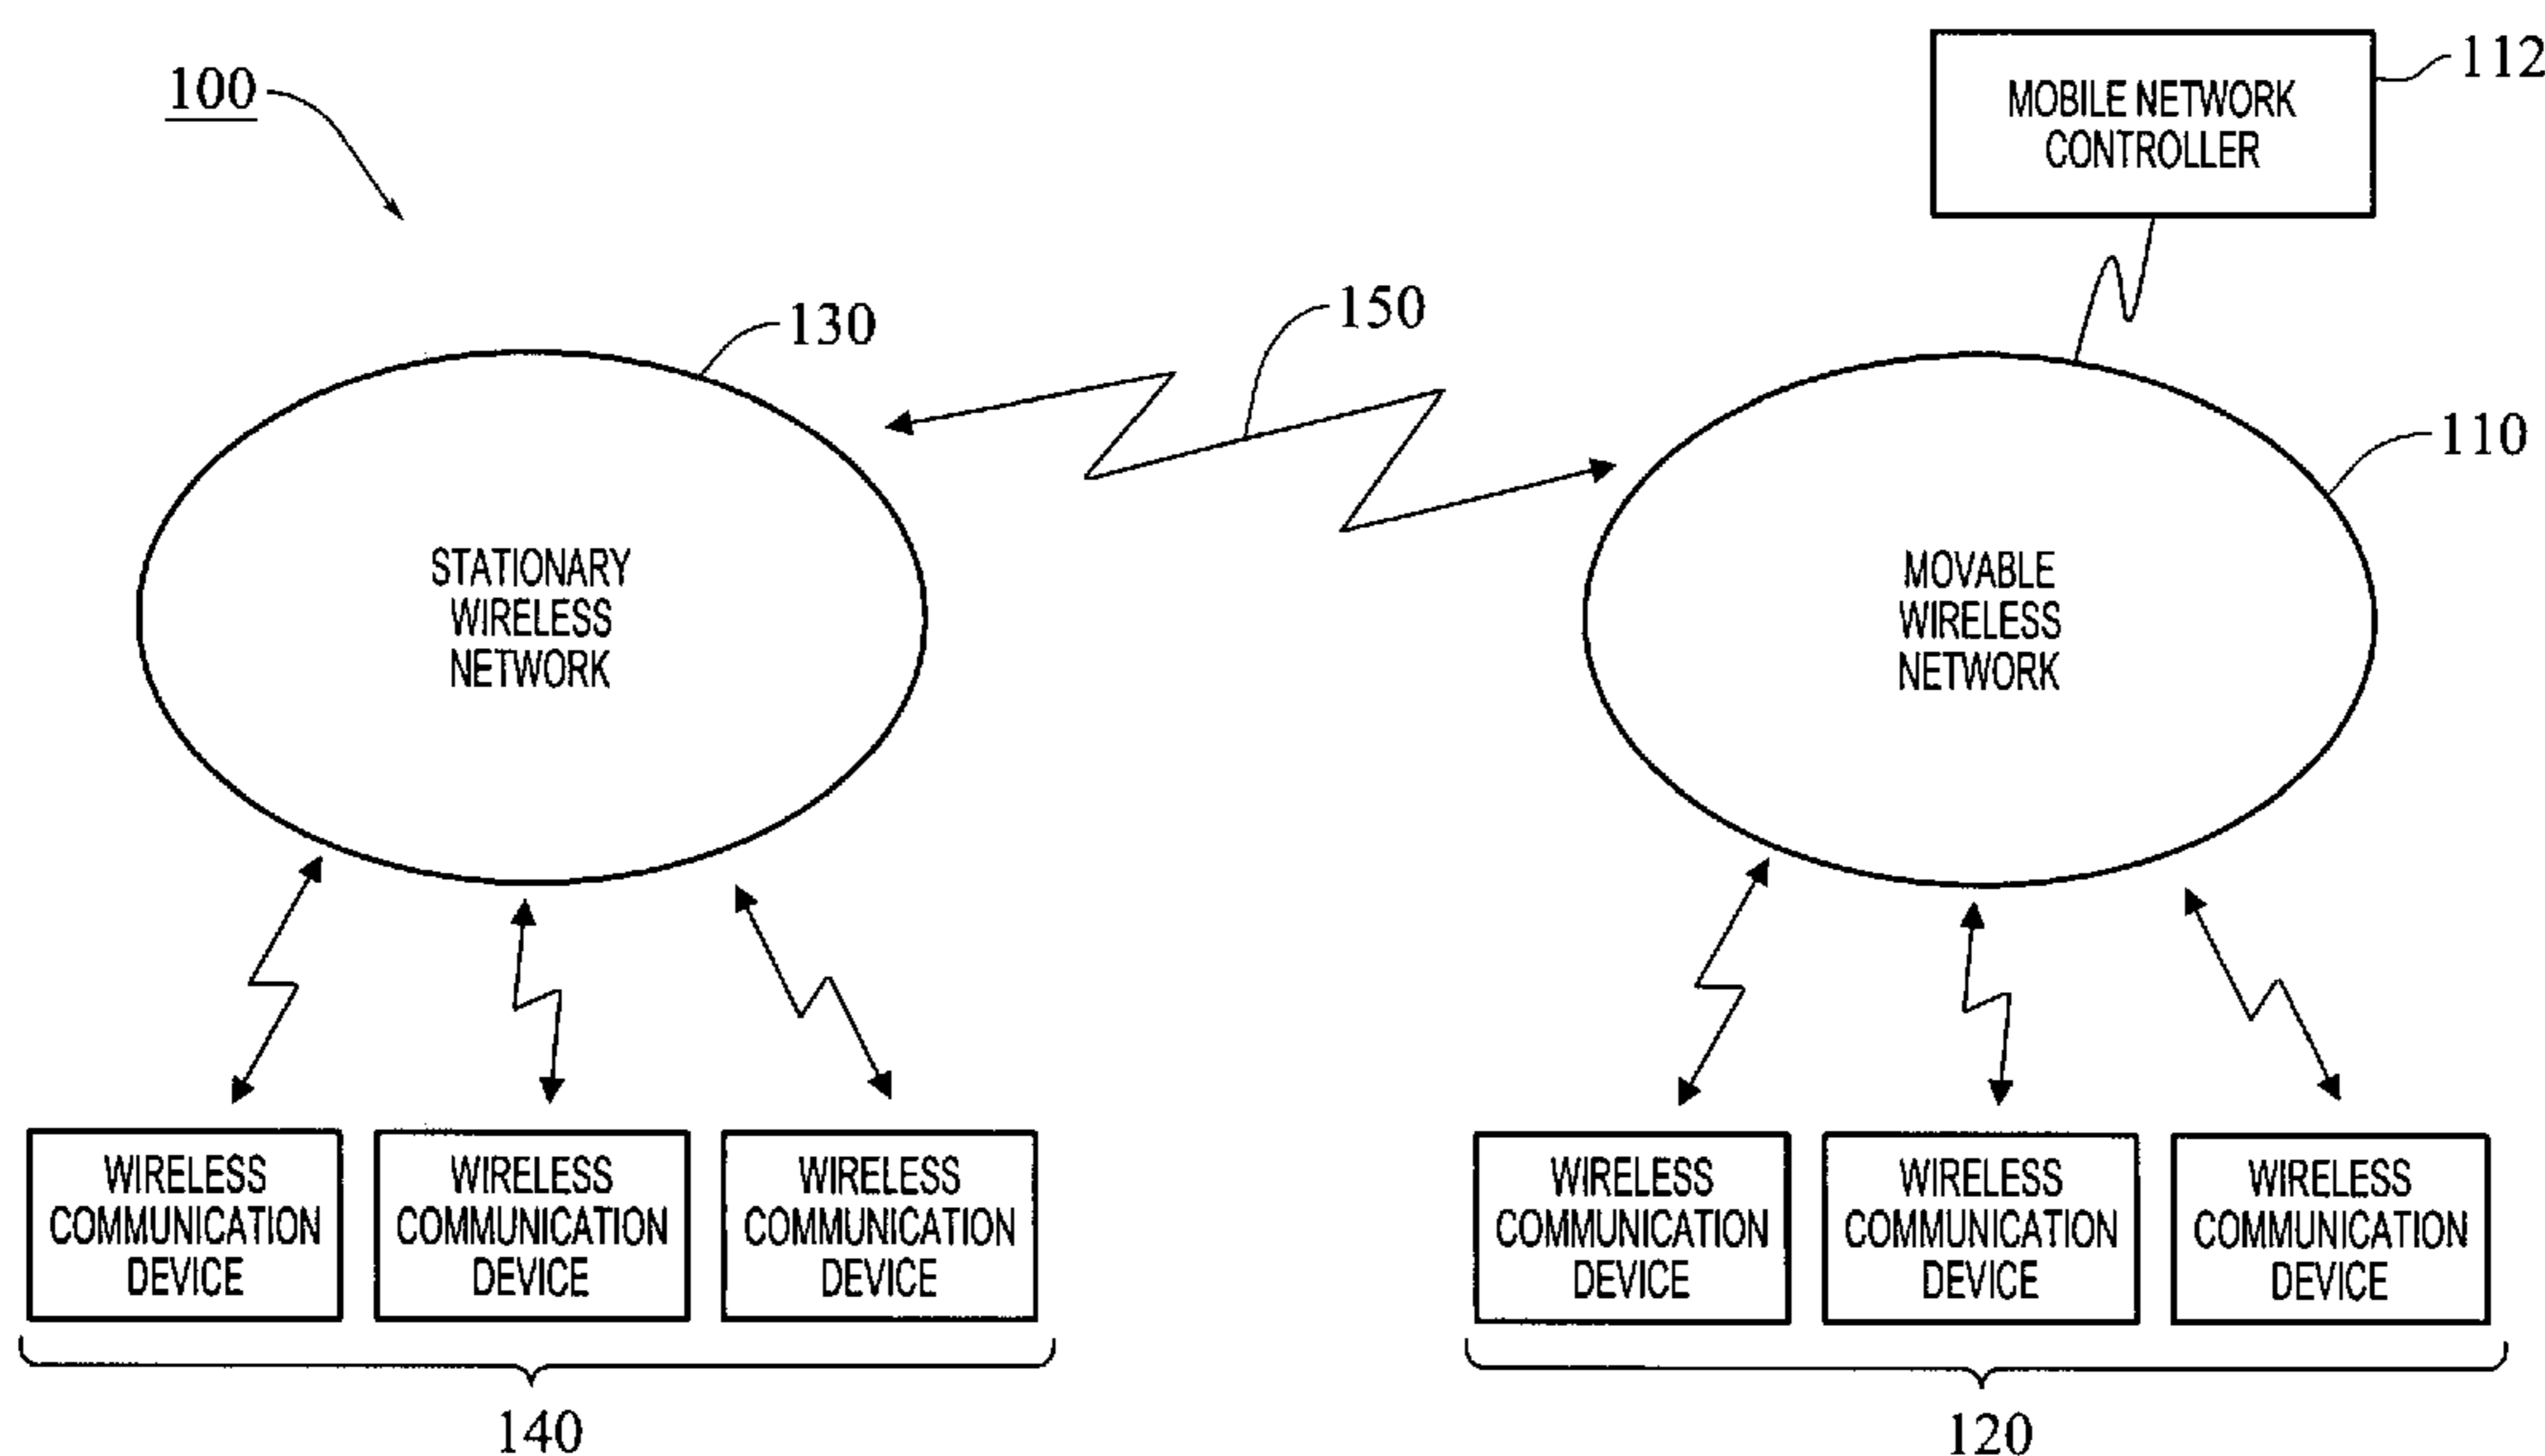 100
MOBILE NETWORK
CONTROLLER
112
130
150
110
STATIONARY
WIRELESS
NETWORK
MOVABLE
WIRELESS
NETWORK
WIRELESS
COMMUNICATION
DEVICE
WIRELESS
COMMUNICATION
DEVICE
WIRELESS
COMMUNICATION
DEVICE
WIRELESS
COMMUNICATION
DEVICE
WIRELESS
COMMUNICATION
DEVICE
WIRELESS
COMMUNICATION
DEVICE
140
120